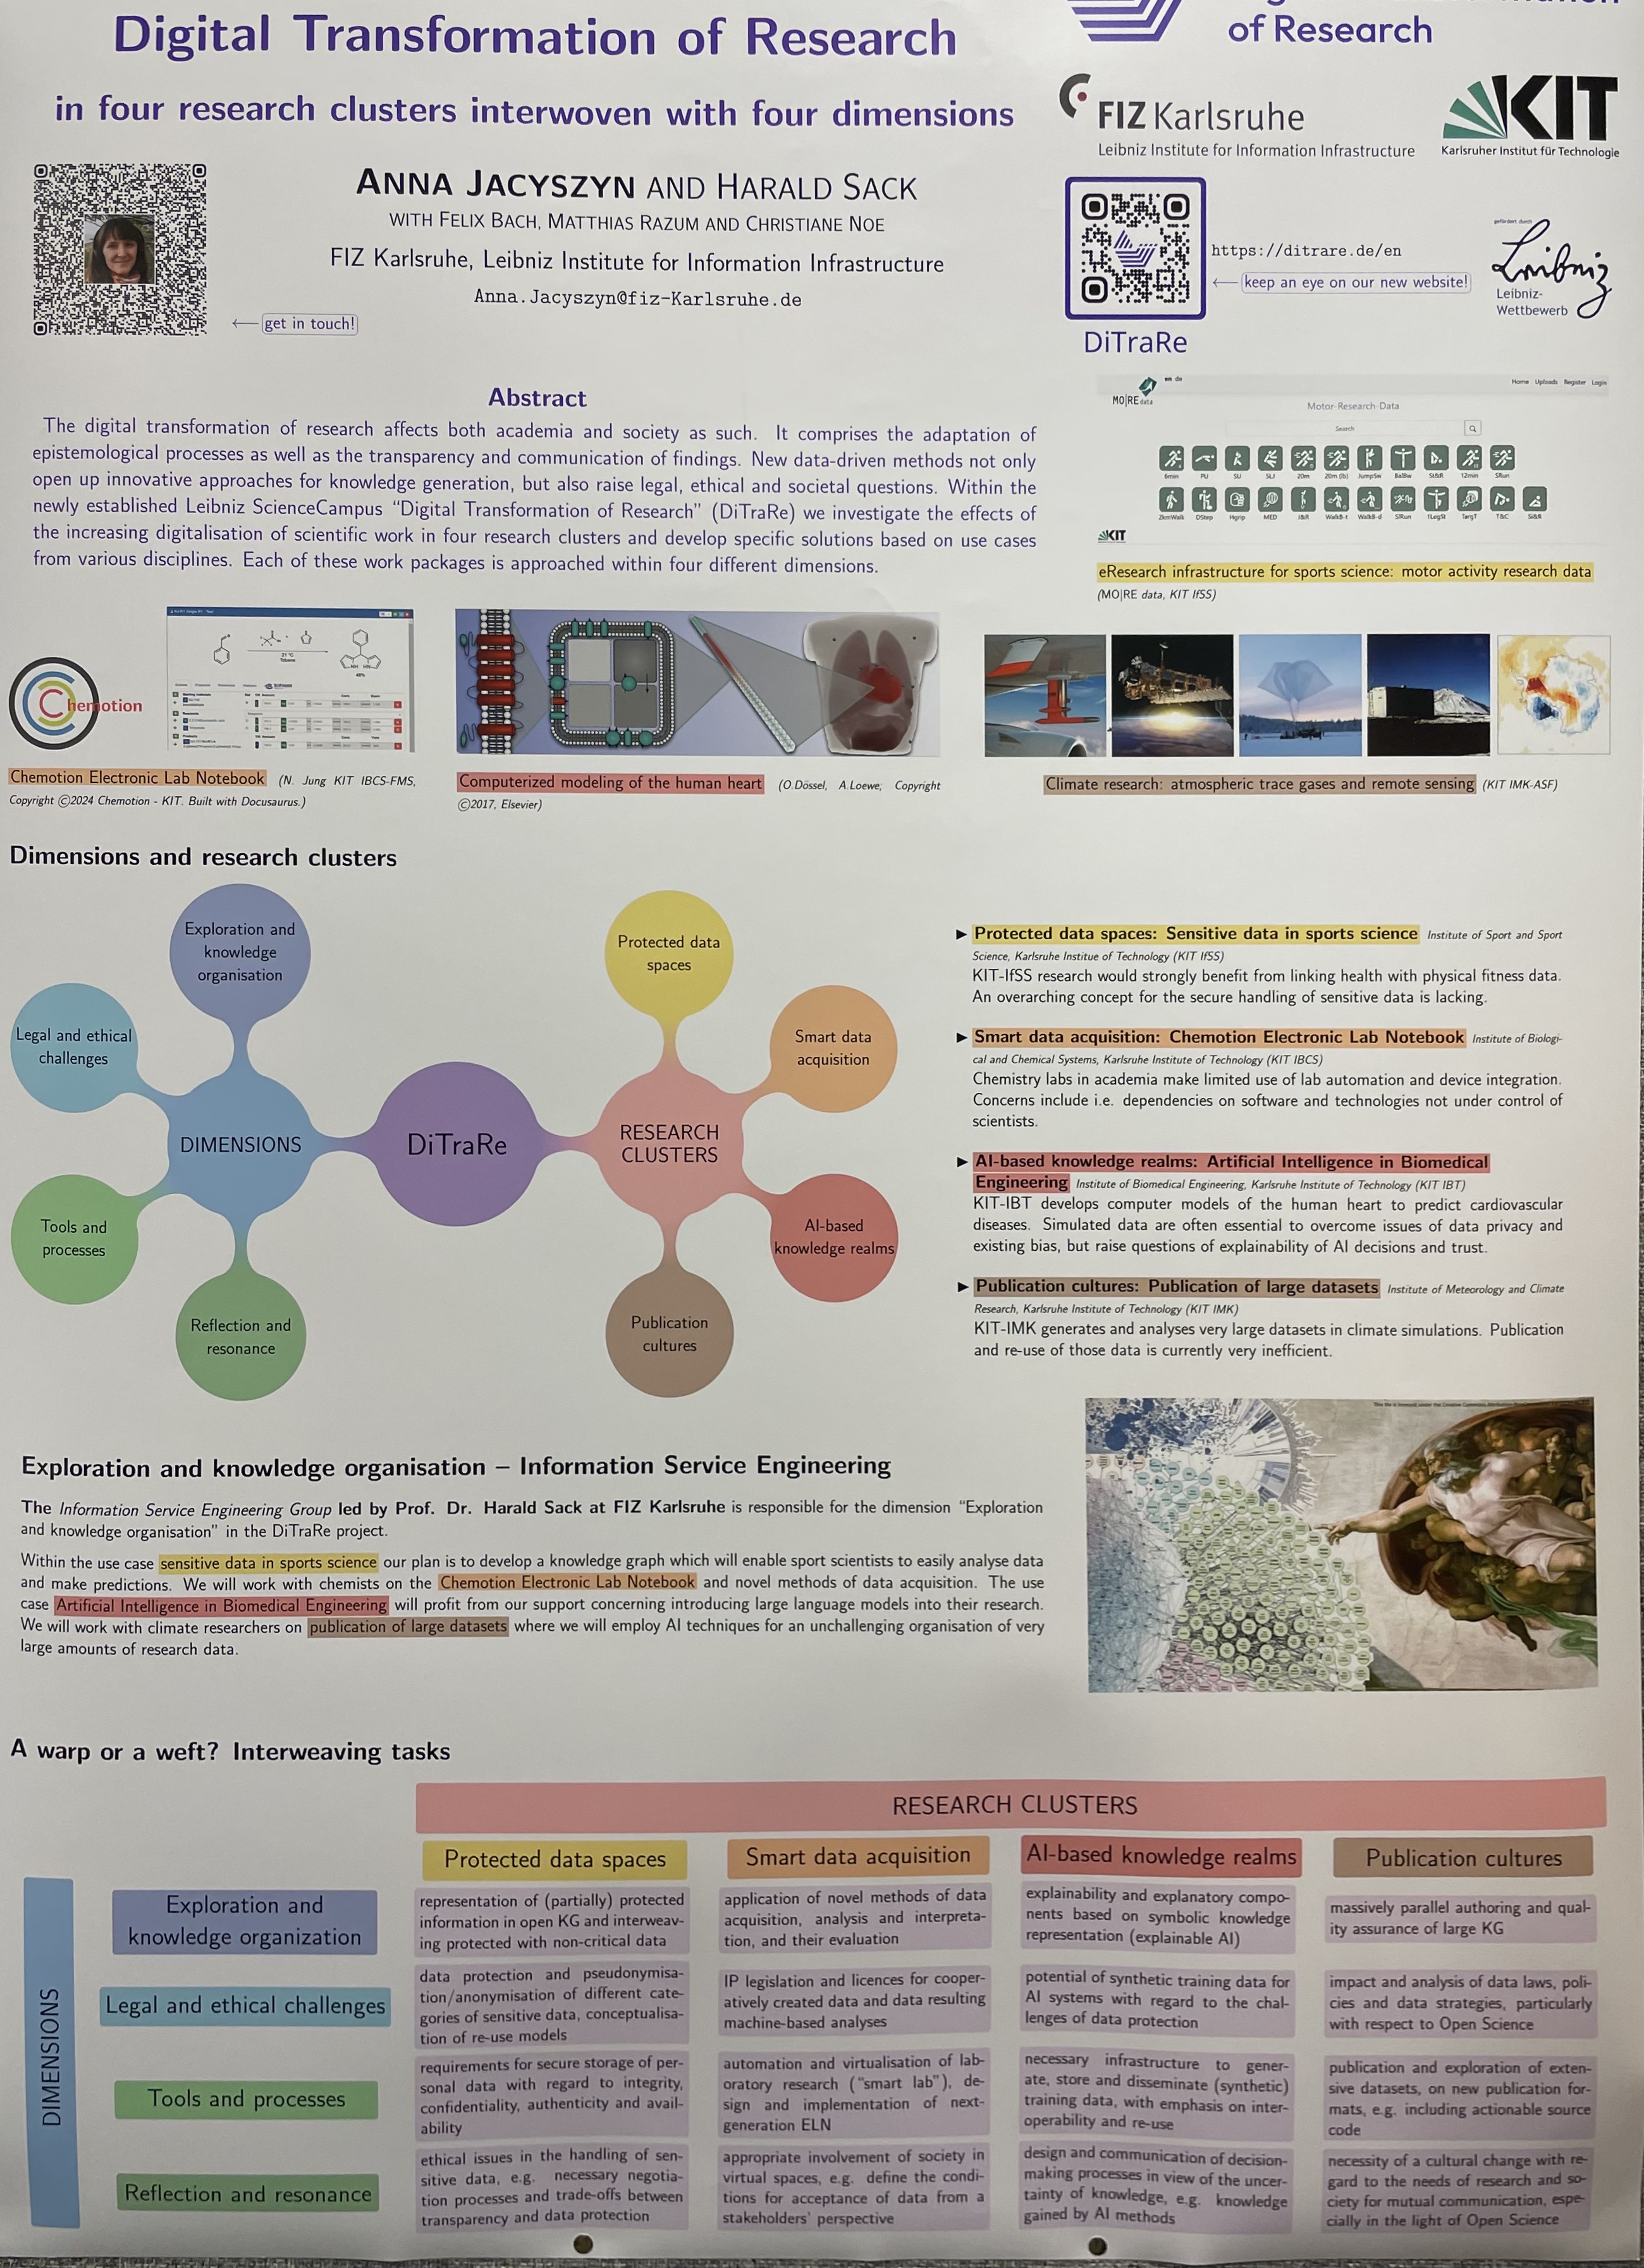 Digital Transformation of Research
in four research clusters interwoven with four dimensions
of Research
FIZ Karlsruhe
Leibniz Institute for Information Infrastructure
KIT
Karlsruher Institut für Technologie
ANNA JACYSZYN AND HARALD SACK
WITH FELIX BACH, MATTHIAS RAZUM AND CHRISTIANE NOE
FIZ Karlsruhe, Leibniz Institute for Information Infrastructure
Anna.Jacyszyn@fiz-Karlsruhe.de
get in touch!
https://ditrare.de/en
keep an eye on our new website!
DiTraRe
gefördert durch
Leibniz
Leibniz-
Wettbewerb
Abstract
The digital transformation of research affects both academia and society as such. It comprises the adaptation of
epistemological processes as well as the transparency and communication of findings. New data-driven methods not only
open up innovative approaches for knowledge generation, but also raise legal, ethical and societal questions. Within the
newly established Leibniz ScienceCampus “Digital Transformation of Research” (DiTraRe) we investigate the effects of
the increasing digitalisation of scientific work in four research clusters and develop specific solutions based on use cases
from various disciplines. Each of these work packages is approached within four different dimensions.
MO|RE data
en de
Home Uploads Register Login
Motor-Research-Data
Search
6min PU SU SLJ 20m 20m (b) JumpSw BalBw St&R 12min SRun
2kmWalk DStep Hgrip MED J&R WalkB-t WalkB-d SlRun 1LegSt TargT T&C Si&R
KIT
eResearch infrastructure for sports science: motor activity research data
(MO|RE data, KIT IfSS)
Chemotion
21 °C
Toluene
48%
Chemotion Electronic Lab Notebook (N. Jung KIT IBCS-FMS,
Copyright ©2024 Chemotion - KIT. Built with Docusaurus.)
Computerized modeling of the human heart (O.Dössel, A.Loewe, Copyright
©2017, Elsevier)
Climate research: atmospheric trace gases and remote sensing (KIT IMK-ASF)
Dimensions and research clusters
Exploration and
knowledge
organisation
Legal and ethical
challenges
DIMENSIONS
Tools and
processes
Reflection and
resonance
DiTraRe
Protected data
spaces
Smart data
acquisition
RESEARCH
CLUSTERS
AI-based
knowledge realms
Publication
cultures
► Protected data spaces: Sensitive data in sports science Institute of Sport and Sport
Science, Karlsruhe Institue of Technology (KIT IfSS)
KIT-IfSS research would strongly benefit from linking health with physical fitness data.
An overarching concept for the secure handling of sensitive data is lacking.
► Smart data acquisition: Chemotion Electronic Lab Notebook Institute of Biologi-
cal and Chemical Systems, Karlsruhe Institute of Technology (KIT IBCS)
Chemistry labs in academia make limited use of lab automation and device integration.
Concerns include i.e. dependencies on software and technologies not under control of
scientists.
► AI-based knowledge realms: Artificial Intelligence in Biomedical
Engineering Institute of Biomedical Engineering, Karlsruhe Institute of Technology (KIT IBT)
KIT-IBT develops computer models of the human heart to predict cardiovascular
diseases. Simulated data are often essential to overcome issues of data privacy and
existing bias, but raise questions of explainability of AI decisions and trust.
► Publication cultures: Publication of large datasets Institute of Meteorology and Climate
Research, Karlsruhe Institute of Technology (KIT IMK)
KIT-IMK generates and analyses very large datasets in climate simulations. Publication
and re-use of those data is currently very inefficient.
Exploration and knowledge organisation – Information Service Engineering
The Information Service Engineering Group led by Prof. Dr. Harald Sack at FIZ Karlsruhe is responsible for the dimension “Exploration
and knowledge organisation” in the DiTraRe project.
Within the use case sensitive data in sports science our plan is to develop a knowledge graph which will enable sport scientists to easily analyse data
and make predictions. We will work with chemists on the Chemotion Electronic Lab Notebook and novel methods of data acquisition. The use
case Artificial Intelligence in Biomedical Engineering will profit from our support concerning introducing large language models into their research.
We will work with climate researchers on publication of large datasets where we will employ AI techniques for an unchallenging organisation of very
large amounts of research data.
A warp or a weft? Interweaving tasks
RESEARCH CLUSTERS
Protected data spaces
Smart data acquisition
AI-based knowledge realms
Publication cultures
DIMENSIONS
Exploration and
knowledge organization
representation of (partially) protected
information in open KG and interweav-
ing protected with non-critical data
application of novel methods of data
acquisition, analysis and interpreta-
tion, and their evaluation
explainability and explanatory compo-
nents based on symbolic knowledge
representation (explainable AI)
massively parallel authoring and qual-
ity assurance of large KG
Legal and ethical challenges
data protection and pseudonymisa-
tion/anonymisation of different cate-
gories of sensitive data, conceptualisa-
tion of re-use models
IP legislation and licences for cooper-
atively created data and data resulting
machine-based analyses
potential of synthetic training data for
AI systems with regard to the chal-
lenges of data protection
impact and analysis of data laws, poli-
cies and data strategies, particularly
with respect to Open Science
Tools and processes
requirements for secure storage of per-
sonal data with regard to integrity,
confidentiality, authenticity and avail-
ability
automation and virtualisation of lab-
oratory research (“smart lab”), de-
sign and implementation of next-
generation ELN
necessary infrastructure to gener-
ate, store and disseminate (synthetic)
training data, with emphasis on inter-
operability and re-use
publication and exploration of exten-
sive datasets, on new publication for-
mats, e.g. including actionable source
code
Reflection and resonance
ethical issues in the handling of sen-
sitive data, e.g. necessary negotia-
tion processes and trade-offs between
transparency and data protection
appropriate involvement of society in
virtual spaces, e.g. define the condi-
tions for acceptance of data from a
stakeholders’ perspective
design and communication of decision-
making processes in view of the uncer-
tainty of knowledge, e.g. knowledge
gained by AI methods
necessity of a cultural change with re-
gard to the needs of research and so-
ciety for mutual communication, espe-
cially in the light of Open Science